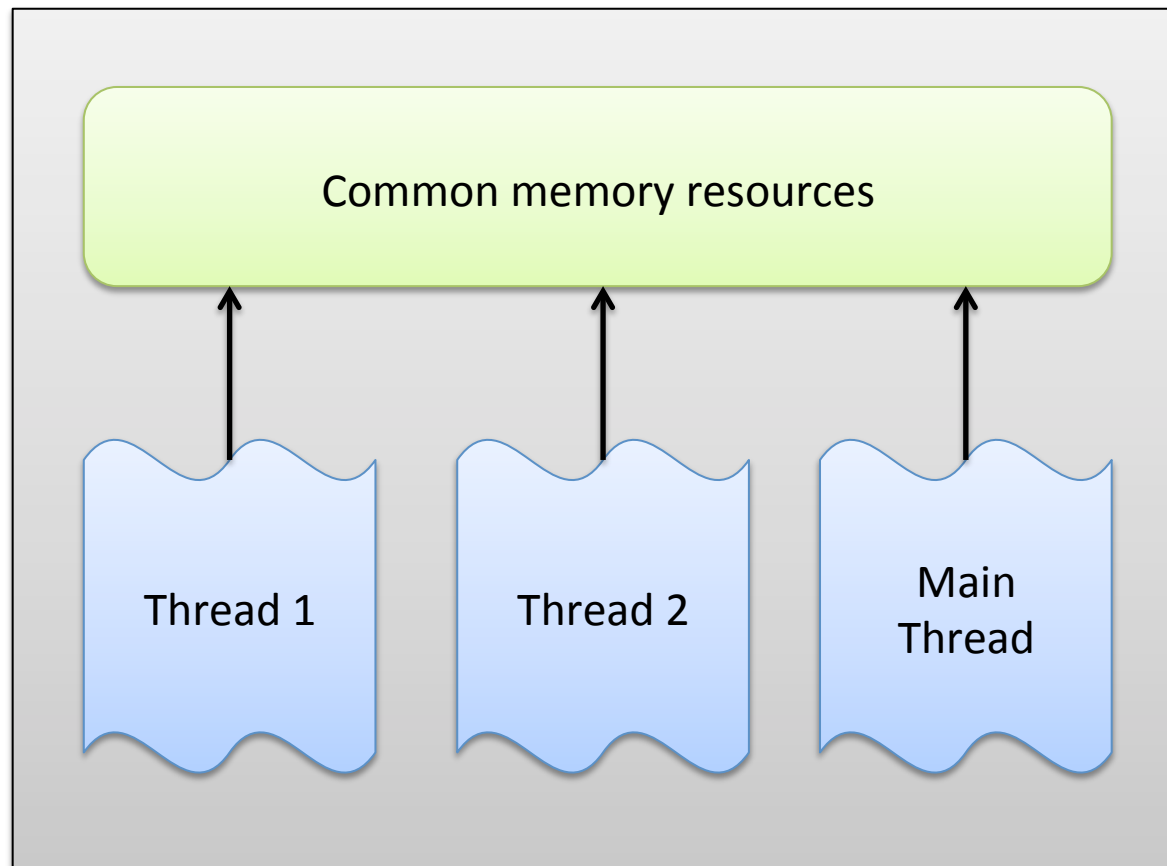 Common memory resources
Thread 1
Thread 2
Main
Thread